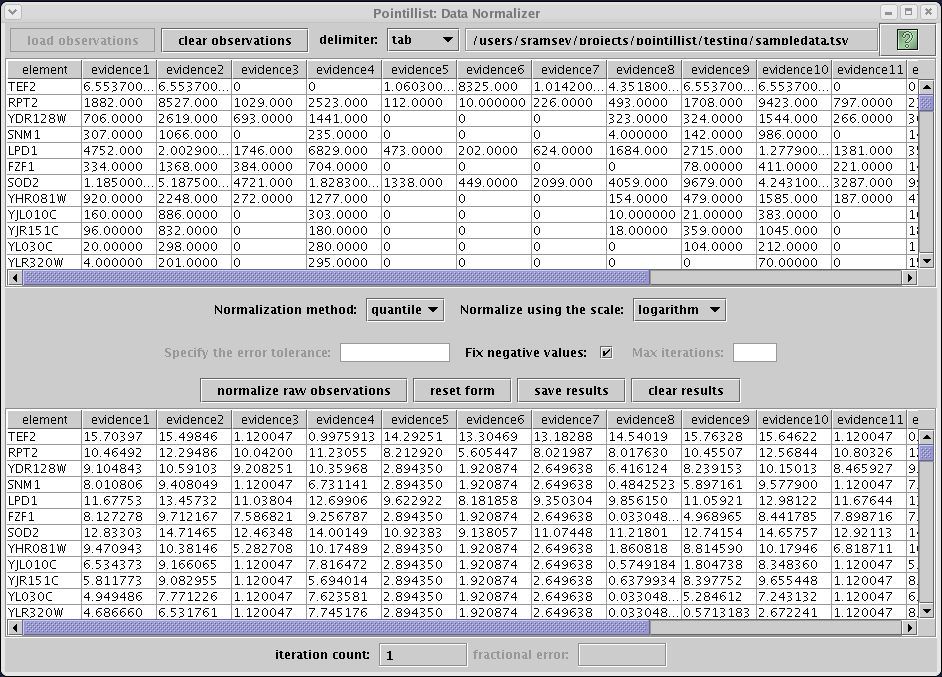 Pointillist: Data Normalizer
load observations clear observations delimiter: tab /users/sramsey/projects/pointillist/testing/sampledata.tsv ?
element evidence1 evidence2 evidence3 evidence4 evidence5 evidence6 evidence7 evidence8 evidence9 evidence10 evidence11 e
TEF2 6.553700... 6.553700... 0 0 1.060300... 8325.000 1.014200... 4.351800... 6.553700... 6.553700... 0 0
RPT2 1882.000 8527.000 1029.000 2523.000 112.0000 10.000000 226.0000 493.0000 1708.000 9423.000 797.0000 2
YDR128W 706.0000 2619.000 693.0000 1441.000 0 0 0 323.0000 324.0000 1544.000 266.0000 3
SNM1 307.0000 1066.000 0 235.0000 0 0 0 4.000000 142.0000 986.0000 0 1
LPD1 4752.000 2.002900... 1746.000 6829.000 473.0000 202.0000 624.0000 1684.000 2715.000 1.277900... 1381.000 3
FZF1 334.0000 1368.000 384.0000 704.0000 0 0 0 0 78.00000 411.0000 221.0000 1
SOD2 1.185000... 5.187500... 4721.000 1.828300... 1338.000 449.0000 2099.000 4059.000 9679.000 4.243100... 3287.000 9
YHR081W 920.0000 2248.000 272.0000 1277.000 0 0 0 154.0000 479.0000 1585.000 187.0000 4
YJL010C 160.0000 886.0000 0 303.0000 0 0 0 10.000000 21.00000 383.0000 0 1
YJR151C 96.00000 832.0000 0 180.0000 0 0 0 18.00000 359.0000 1045.000 0 1
YL030C 20.00000 298.0000 0 280.0000 0 0 0 0 104.0000 212.0000 0
YLR320W 4.000000 201.0000 0 295.0000 0 0 0 0 0 70.00000 0 1
Normalization method: quantile Normalize using the scale: logarithm
Specify the error tolerance: Fix negative values: Max iterations:
normalize raw observations reset form save results clear results
element evidence1 evidence2 evidence3 evidence4 evidence5 evidence6 evidence7 evidence8 evidence9 evidence10 evidence11 e
TEF2 15.70397 15.49846 1.120047 0.9975913 14.29251 13.30469 13.18288 14.54019 15.76328 15.64622 1.120047 0.
RPT2 10.46492 12.29486 10.04200 11.23055 8.212920 5.605447 8.021987 8.017630 10.45507 12.56844 10.80326 1
YDR128W 9.104843 10.59103 9.208251 10.35968 2.894350 1.920874 2.649638 6.416124 8.239153 10.15013 8.465927 9.
SNM1 8.010806 9.408049 1.120047 6.731141 2.894350 1.920874 2.649638 0.4842523 5.897161 9.577900 1.120047 7.
LPD1 11.67753 13.45732 11.03804 12.69906 9.622922 8.181858 9.350304 9.856150 11.05921 12.98122 11.67644 1
FZF1 8.127278 9.712167 7.586821 9.256787 2.894350 1.920874 2.649638 0.033048... 4.968965 8.441785 7.898716 7.
SOD2 12.83303 14.71465 12.46348 14.00149 10.92383 9.138057 11.07448 11.21801 12.74154 14.65757 12.92113 1
YHR081W 9.470943 10.38146 5.282708 10.17489 2.894350 1.920874 2.649638 1.860818 8.814590 10.17946 6.818711 1
YJL010C 6.534373 9.166065 1.120047 7.816472 2.894350 1.920874 2.649638 0.5749184 1.804738 8.348360 1.120047 5.
YJR151C 5.811773 9.082955 1.120047 5.694014 2.894350 1.920874 2.649638 0.6379934 8.397752 9.655448 1.120047 8.
YL030C 4.949486 7.771226 1.120047 7.623581 2.894350 1.920874 2.649638 0.033048... 5.284612 7.243132 1.120047 6.
YLR320W 4.686660 6.531761 1.120047 7.745176 2.894350 1.920874 2.649638 0.033048... 0.5713183 2.672241 1.120047 8.
iteration count: 1 fractional error: